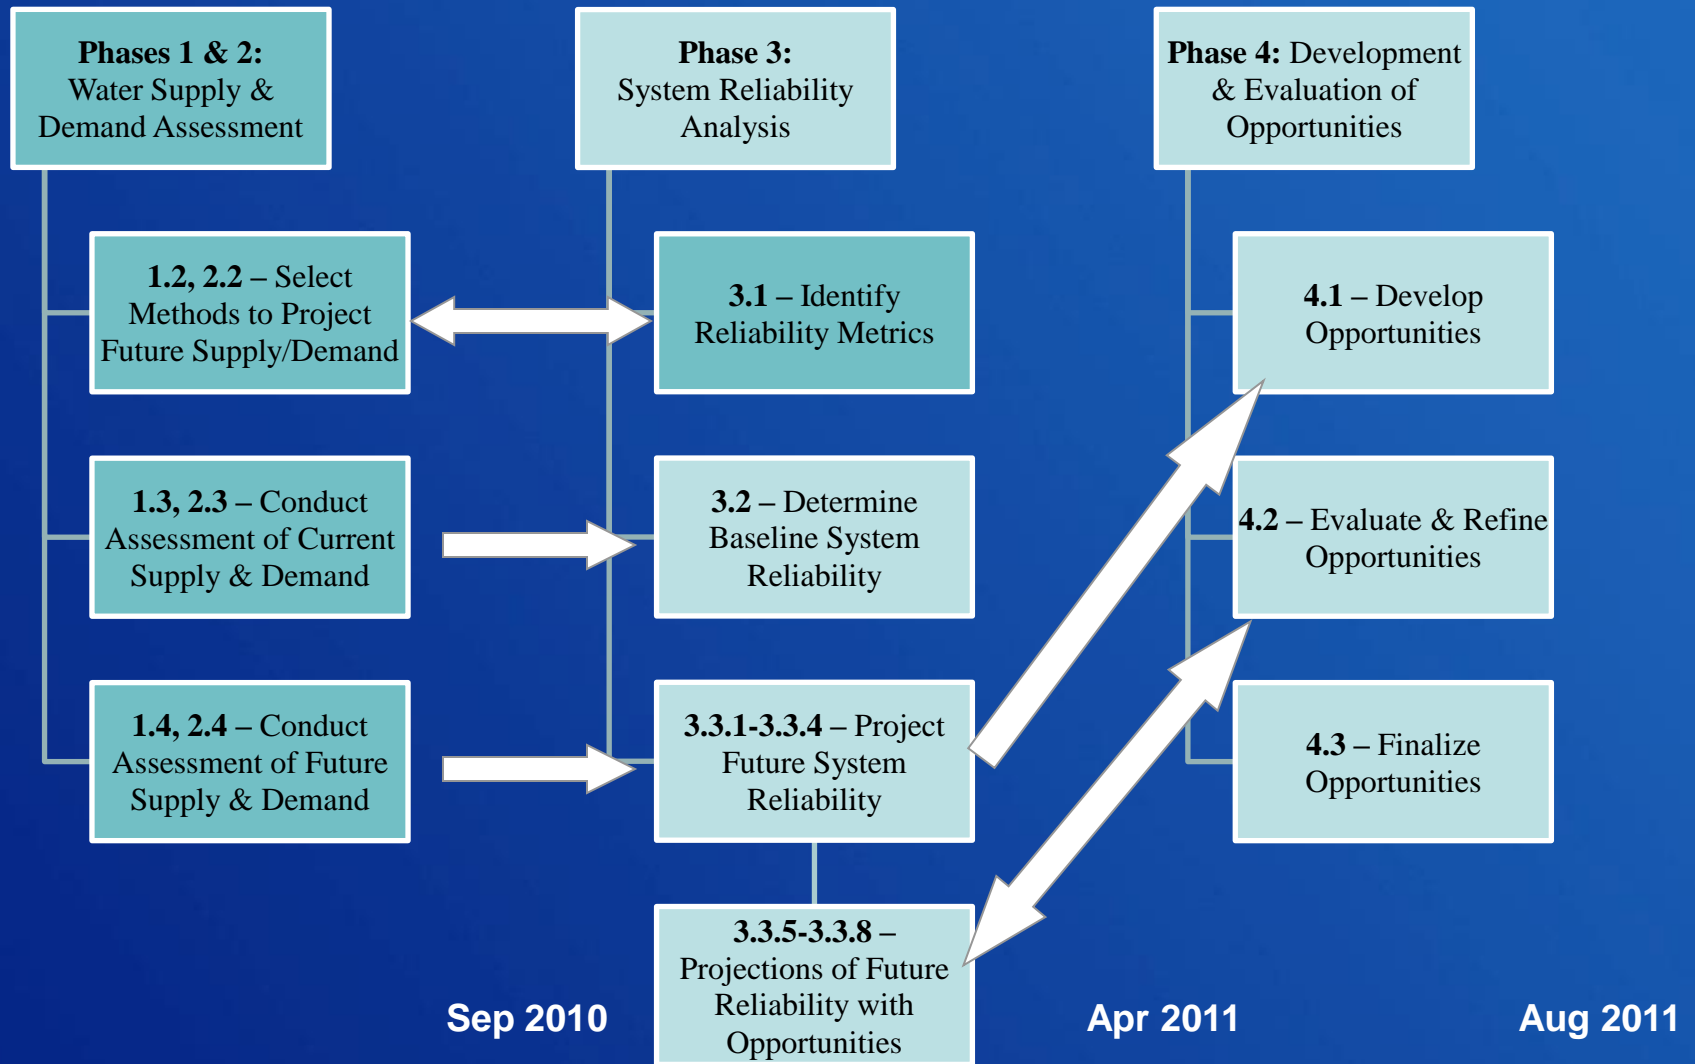 Phases 1 & 2:
Water Supply &
Demand Assessment
1.2, 2.2 – Select
Methods to Project
Future Supply/Demand
1.3, 2.3 – Conduct
Assessment of Current
Supply & Demand
1.4, 2.4 – Conduct
Assessment of Future
Supply & Demand
Phase 3:
System Reliability
Analysis
3.1 – Identify
Reliability Metrics
3.2 – Determine
Baseline System
Reliability
3.3.1-3.3.4 – Project
Future System
Reliability
3.3.5-3.3.8 –
Projections of Future
Reliability with
Opportunities
Phase 4: Development
& Evaluation of
Opportunities
4.1 – Develop
Opportunities
4.2 – Evaluate & Refine
Opportunities
4.3 – Finalize
Opportunities
Sep 2010
Apr 2011
Aug 2011